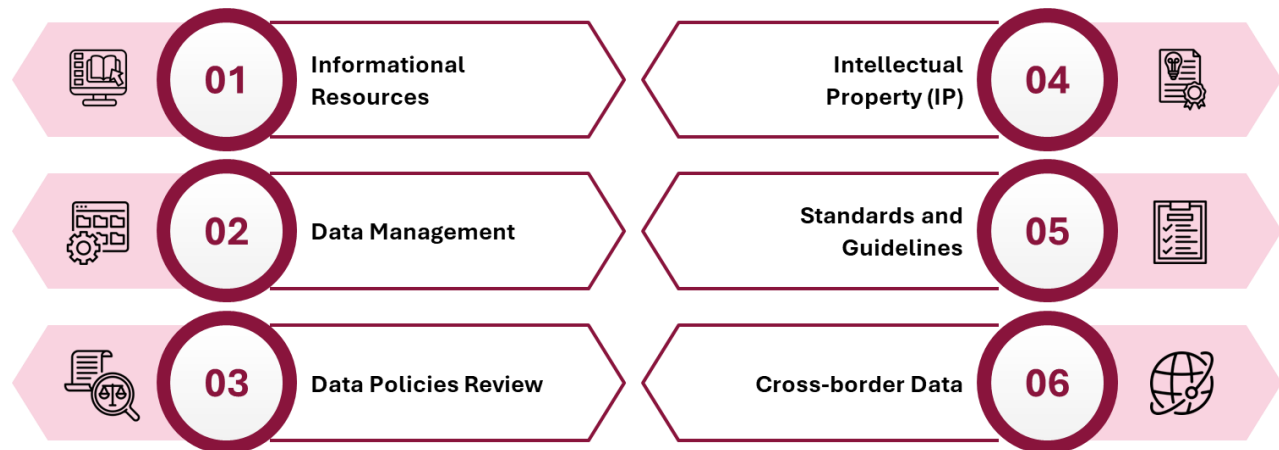 01
Informational
Resources
02
Data Management
03
Data Policies Review
Intellectual
Property (IP)
04
Standards and
Guidelines
05
Cross-border Data
06